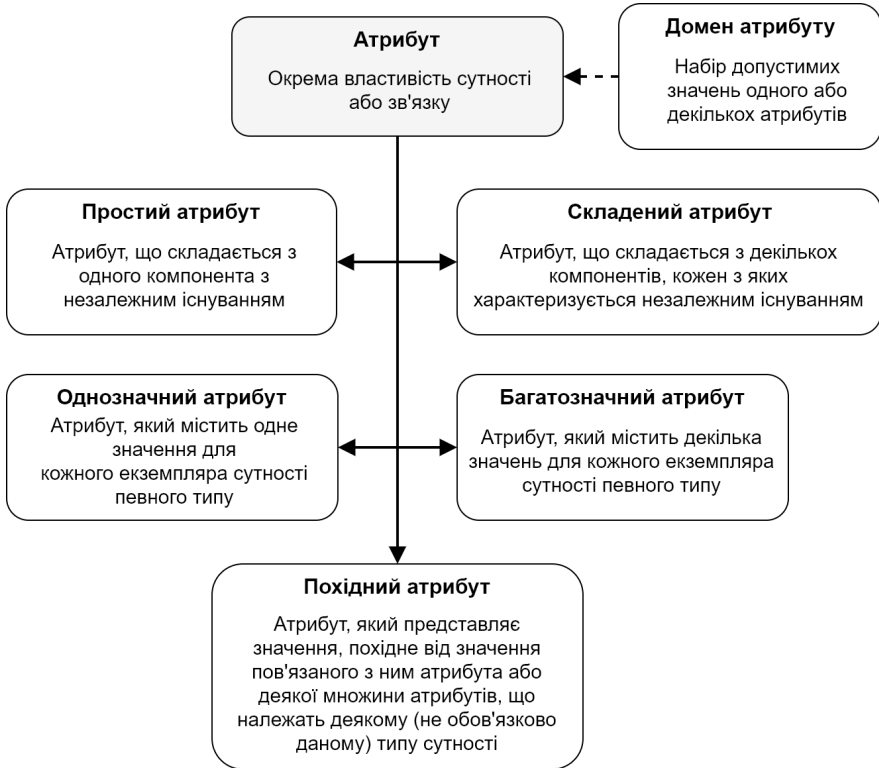 Атрибут
Окрема властивість сутності
або зв'язку
Домен атрибуту
Набір допустимих
значень одного або
декількох атрибутів
Простий атрибут
Атрибут, що складається з
одного компонента з
незалежним існуванням
Складений атрибут
Атрибут, що складається з декількох
компонентів, кожен з яких
характеризується незалежним існуванням
Однозначний атрибут
Атрибут, який містить одне
значення для
кожного екземпляра сутності
певного типу
Багатозначний атрибут
Атрибут, який містить декілька
значень для кожного екземпляра
сутності певного типу
Похідний атрибут
Атрибут, який представляє
значення, похідне від значення
пов'язаного з ним атрибута або
деякої множини атрибутів, що
належать деякому (не обов'язково
даному) типу сутності